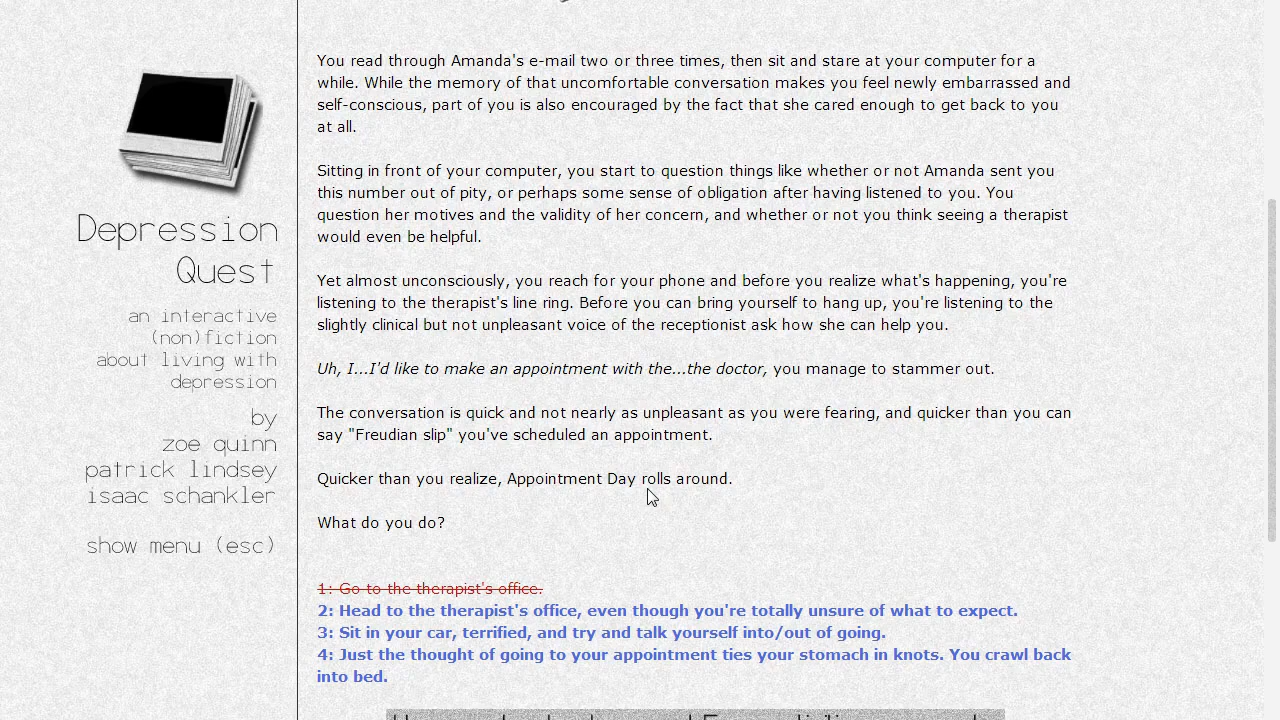 You read through Amanda's e-mail two or three times, then sit and stare at your computer for a
while. While the memory of that uncomfortable conversation makes you feel newly embarrassed and
self-conscious, part of you is also encouraged by the fact that she cared enough to get back to you
at all.
Sitting in front of your computer, you start to question things like whether or not Amanda sent you
this number out of pity, or perhaps some sense of obligation after having listened to you. You
question her motives and the validity of her concern, and whether or not you think seeing a therapist
would even be helpful.
Yet almost unconsciously, you reach for your phone and before you realize what's happening, you're
listening to the therapist's line ring. Before you can bring yourself to hang up, you're listening to the
slightly clinical but not unpleasant voice of the receptionist ask how she can help you.
Uh, I...I'd like to make an appointment with the...the doctor, you manage to stammer out.
The conversation is quick and not nearly as unpleasant as you were fearing, and quicker than you can
say "Freudian slip" you've scheduled an appointment.
Quicker than you realize, Appointment Day rolls around.
What do you do?
1: Go to the therapist's office.
2: Head to the therapist's office, even though you're totally unsure of what to expect.
3: Sit in your car, terrified, and try and talk yourself into/out of going.
4: Just the thought of going to your appointment ties your stomach in knots. You crawl back
into bed.
Depression
Quest
an interactive
(non)fiction
about living with
depression
by
zoe quinn
patrick lindsey
isaac schankler
show menu (esc)